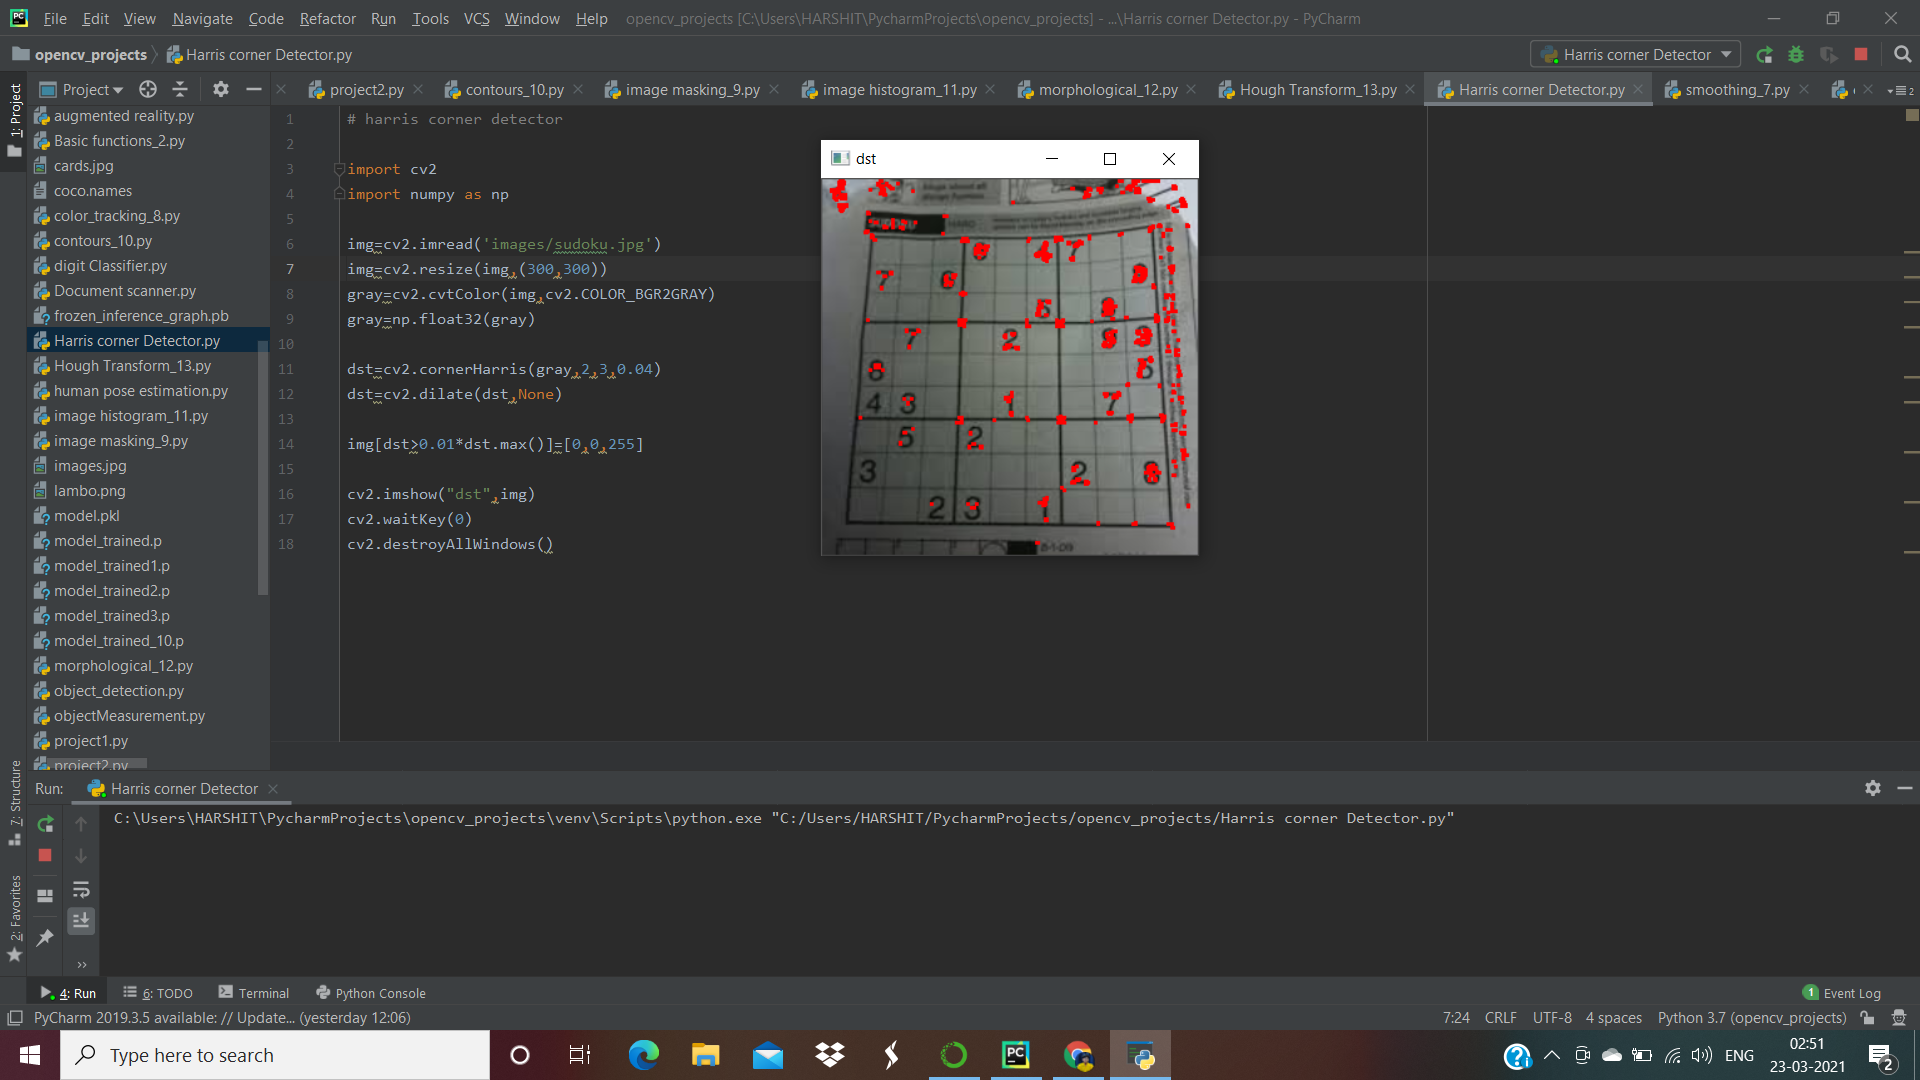 File Edit View Navigate Code Refactor Run Tools VCS Window Help opencv_projects [C:\Users\HARSHIT\PycharmProjects\opencv_projects] - ...\Harris corner Detector.py - PyCharm
opencv_projects Harris corner Detector.py
Harris corner Detector
Project
project2.py contours_10.py image masking_9.py image histogram_11.py morphological_12.py Hough Transform_13.py Harris corner Detector.py smoothing_7.py
1: Project
augmented reality.py
Basic functions_2.py
cards.jpg
coco.names
color_tracking_8.py
contours_10.py
digit Classifier.py
Document scanner.py
frozen_inference_graph.pb
Harris corner Detector.py
Hough Transform_13.py
human pose estimation.py
image histogram_11.py
image masking_9.py
images.jpg
lambo.png
model.pkl
model_trained.p
model_trained1.p
model_trained2.p
model_trained3.p
model_trained_10.p
morphological_12.py
object_detection.py
objectMeasurement.py
project1.py
project2.py
1 # harris corner detector
2
3 import cv2
4 import numpy as np
5
6 img=cv2.imread('images/sudoku.jpg')
7 img=cv2.resize(img,(300,300))
8 gray=cv2.cvtColor(img,cv2.COLOR_BGR2GRAY)
9 gray=np.float32(gray)
10
11 dst=cv2.cornerHarris(gray,2,3,0.04)
12 dst=cv2.dilate(dst,None)
13
14 img[dst>0.01*dst.max()]=[0,0,255]
15
16 cv2.imshow("dst",img)
17 cv2.waitKey(0)
18 cv2.destroyAllWindows()
dst
SUDOKU HARD
6 4 7
7 6 9
5 8
7 2 9 3
8 5
4 3 1 7
5 2
3 2 8
2 3 1
7: Structure
2: Favorites
Run: Harris corner Detector
C:\Users\HARSHIT\PycharmProjects\opencv_projects\venv\Scripts\python.exe "C:/Users/HARSHIT/PycharmProjects/opencv_projects/Harris corner Detector.py"
4: Run 6: TODO Terminal Python Console 1 Event Log
PyCharm 2019.3.5 available: // Update... (yesterday 12:06) 7:24 CRLF UTF-8 4 spaces Python 3.7 (opencv_projects)
Type here to search
PC
ENG
02:51
23-03-2021
2